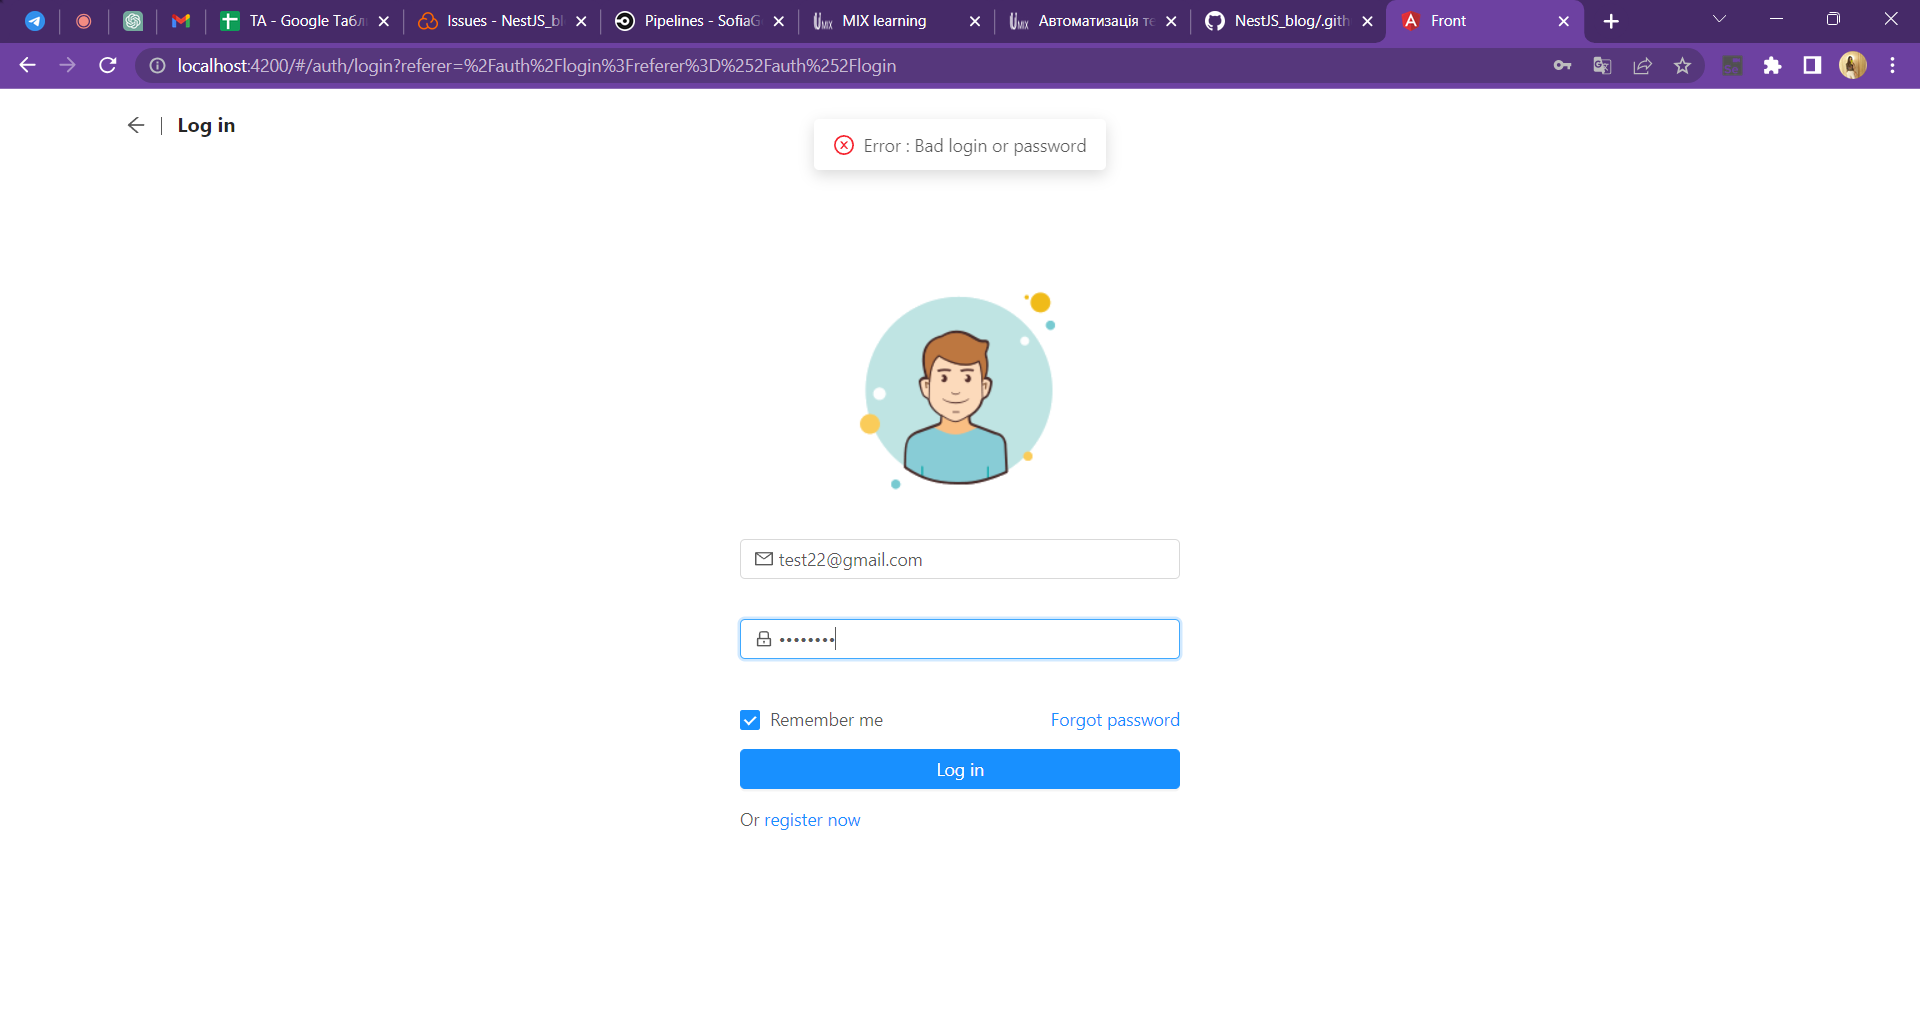 TA - Google Табл
Issues - NestJS_bl
Pipelines - SofiaG
MIX learning
Автоматизація те
NestJS_blog/.gith
Front
localhost:4200/#/auth/login?referer=%2Fauth%2Flogin%3Freferer%3D%252Fauth%252Flogin
Log in
Error : Bad login or password
test22@gmail.com
••••••••
Remember me
Forgot password
Log in
Or register now